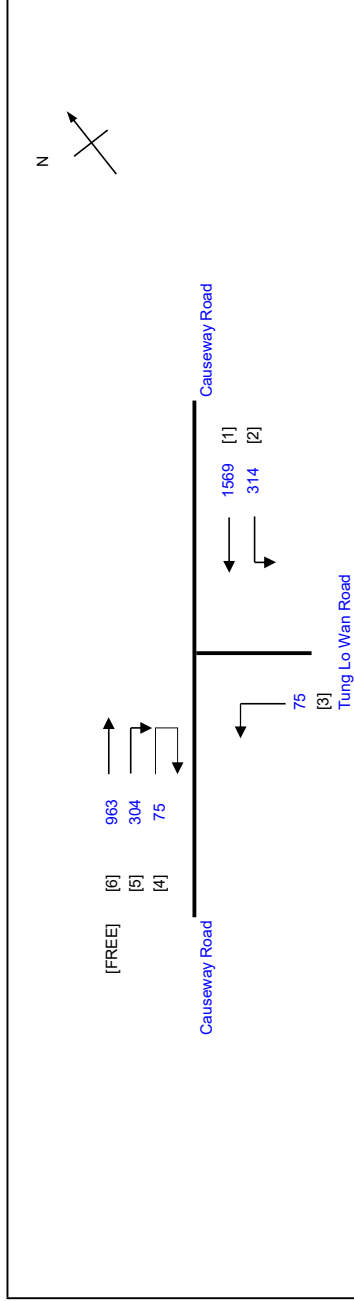 N
[FREE] [6] 963
[5] 304
[4] 75
Causeway Road
Causeway Road
1569 [1]
314 [2]
75
[3]
Tung Lo Wan Road